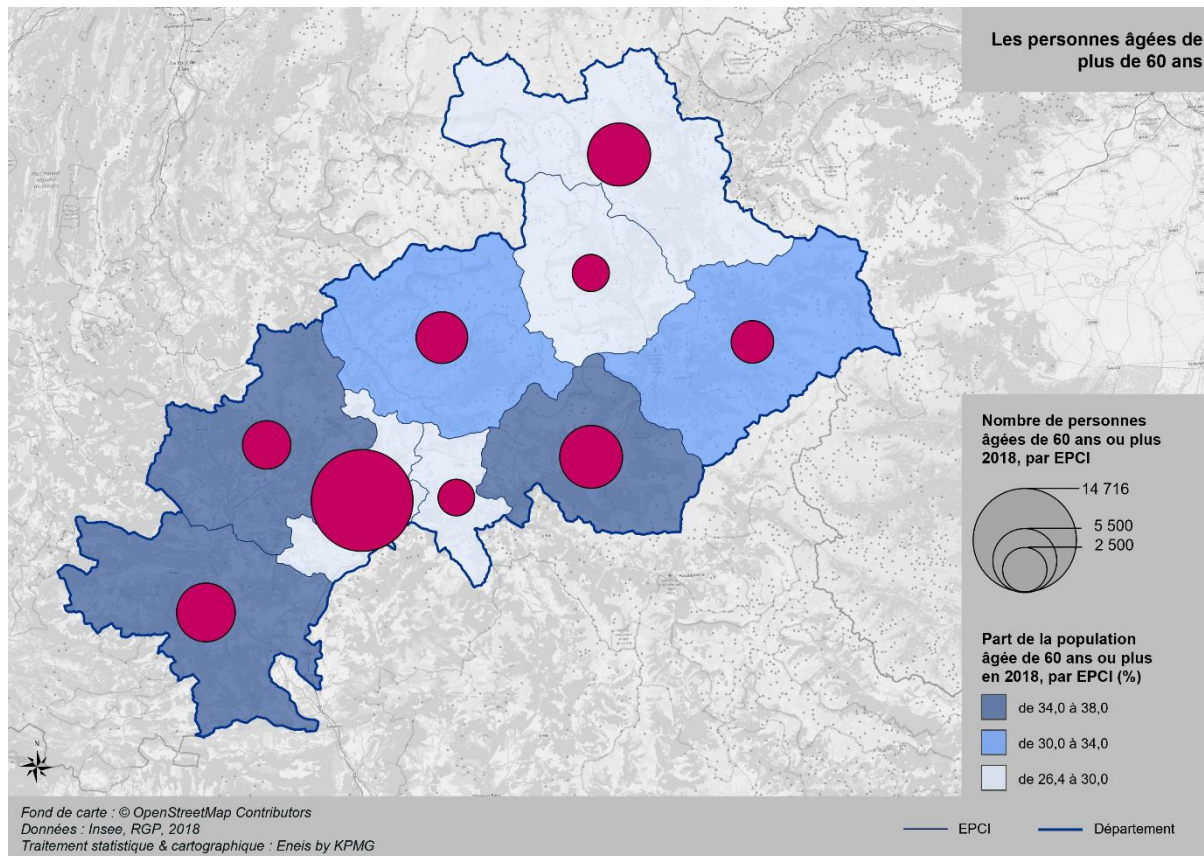 Les personnes âgées de
plus de 60 ans
Nombre de personnes
âgées de 60 ans ou plus
2018, par EPCI
14 716
5 500
2 500
Part de la population
âgée de 60 ans ou plus
en 2018, par EPCI (%)
de 34,0 à 38,0
de 30,0 à 34,0
de 26,4 à 30,0
N
Fond de carte : © OpenStreetMap Contributors
Données : Insee, RGP, 2018
Traitement statistique & cartographique : Eneis by KPMG
EPCI
Département